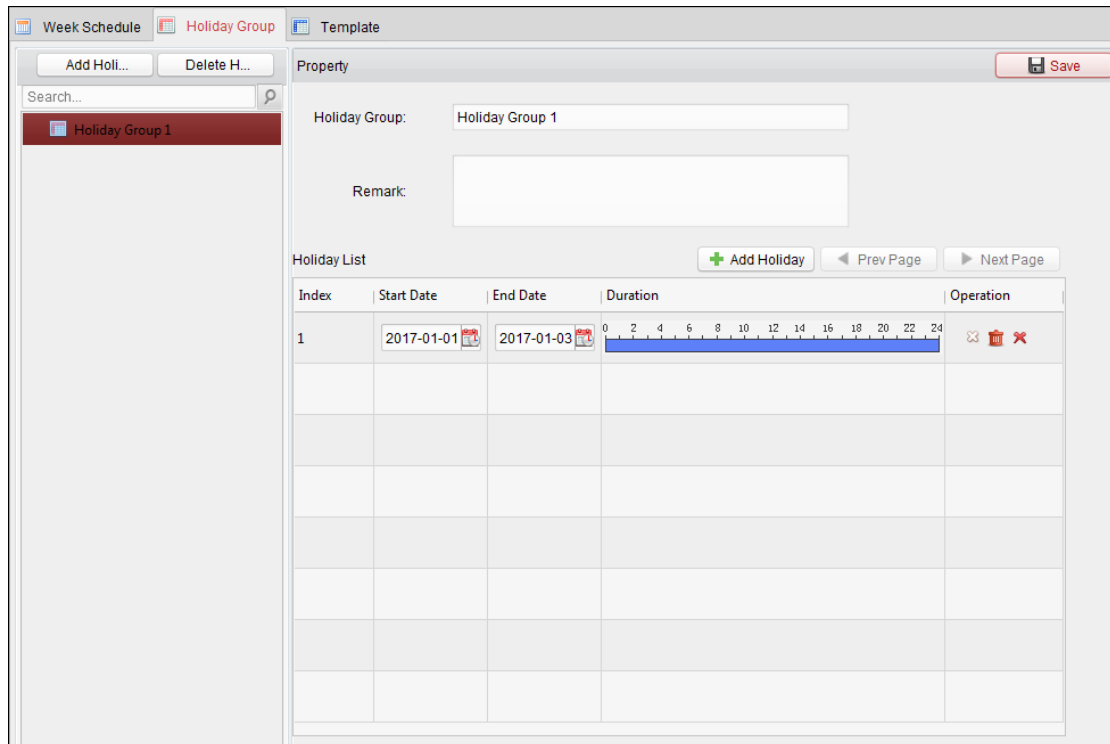 Week Schedule Holiday Group Template
Add Holi... Delete H... Property Save
Search...
Holiday Group 1
Holiday Group: Holiday Group 1
Remark:
Holiday List Add Holiday Prev Page Next Page
Index Start Date End Date Duration Operation
0 2 4 6 8 10 12 14 16 18 20 22 24
1 2017-01-01 2017-01-03